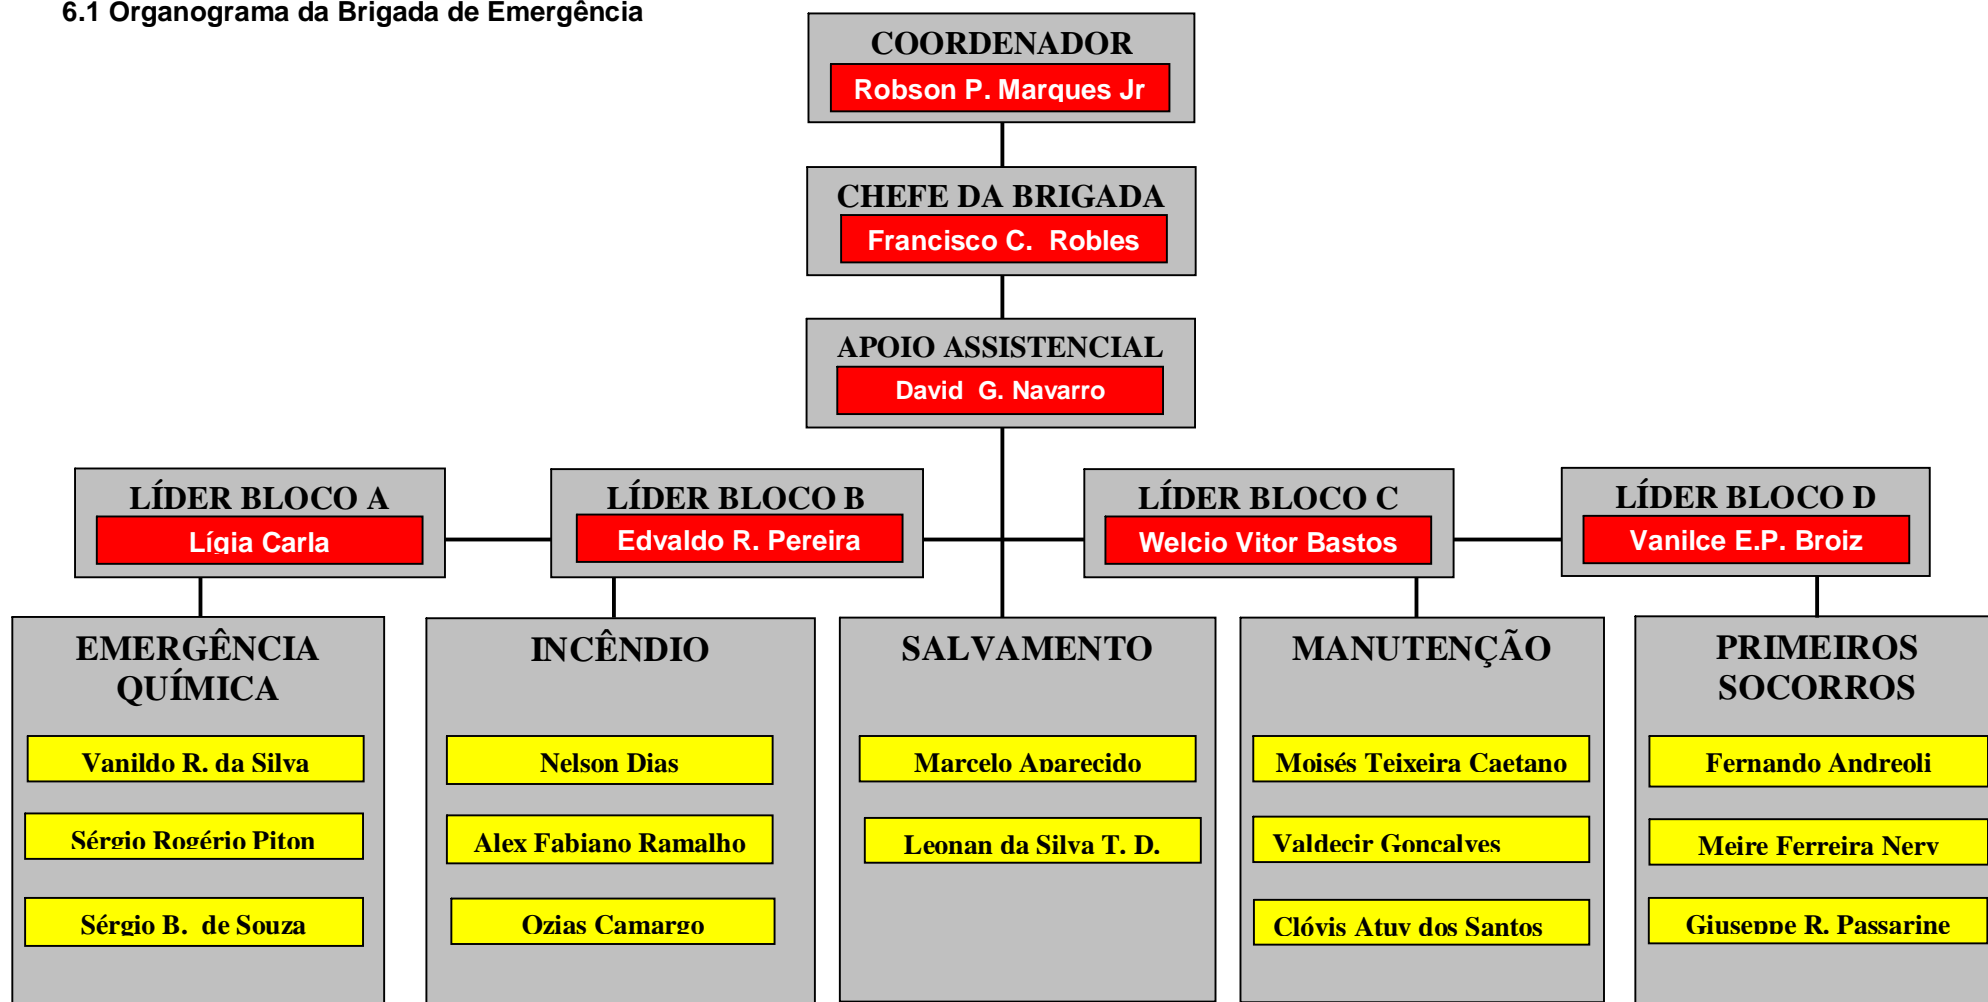 6.1 Organograma da Brigada de Emergência
COORDENADOR
Robson P. Marques Jr
CHEFE DA BRIGADA
Francisco C. Robles
APOIO ASSISTENCIAL
David G. Navarro
LÍDER BLOCO A
Lígia Carla
LÍDER BLOCO B
Edvaldo R. Pereira
LÍDER BLOCO C
Welcio Vitor Bastos
LÍDER BLOCO D
Vanilce E.P. Broiz
EMERGÊNCIA
QUÍMICA
Vanildo R. da Silva
Sérgio Rogério Piton
Sérgio B. de Souza
INCÊNDIO
Nelson Dias
Alex Fabiano Ramalho
Ozias Camargo
SALVAMENTO
Marcelo Aparecido
Leonan da Silva T. D.
MANUTENÇÃO
Moisés Teixeira Caetano
Valdecir Gonçalves
Clóvis Atuy dos Santos
PRIMEIROS
SOCORROS
Fernando Andreoli
Meire Ferreira Nery
Giuseppe R. Passarine